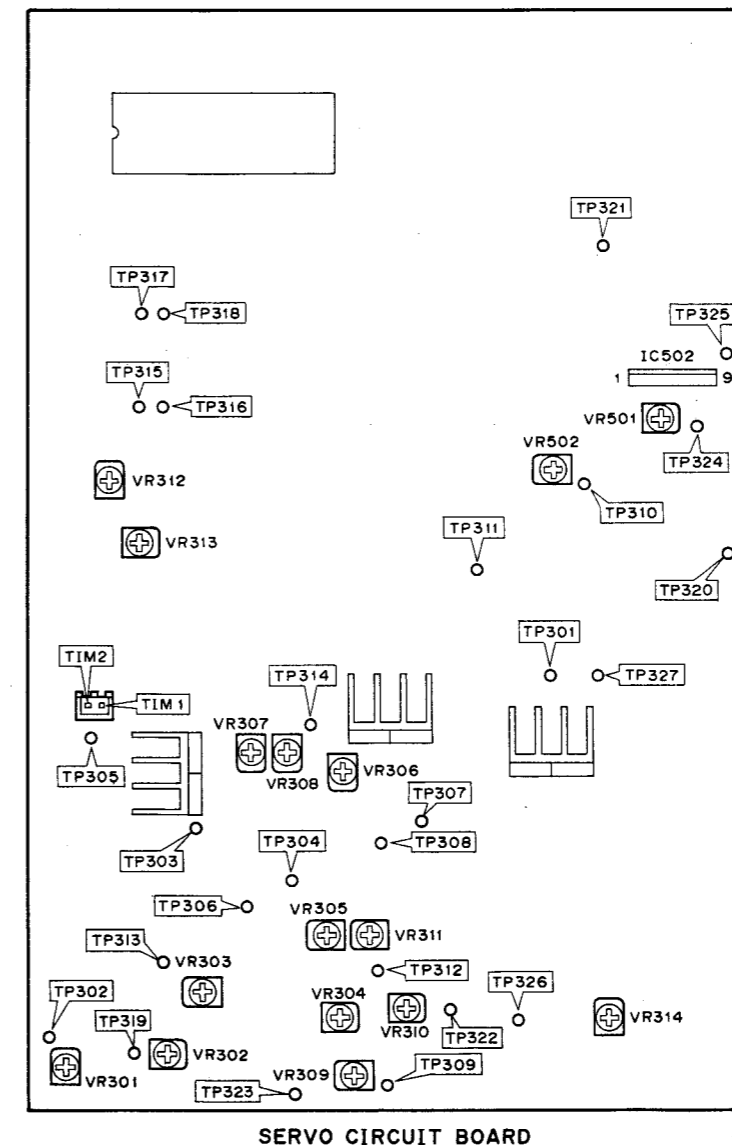 TP321
TP317
TP318
TP325
IC502
1
9
TP315
TP316
VR501
VR502
TP324
VR312
TP310
TP311
VR313
TP320
TP301
TIM2
TP314
TP327
TIM1
VR307
TP305
VR308
VR306
TP307
TP303
TP304
TP308
TP306
VR305
VR311
TP313
VR303
TP312
TP302
VR304
TP326
TP319
VR310
VR314
TP322
VR302
VR301
VR309
TP309
TP323
SERVO CIRCUIT BOARD